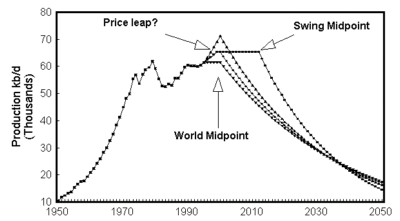 80
Price leap?
Swing Midpoint
70
60
50
40
30
20
10
World Midpoint
Production kb/d
(Thousands)
1950
1970
1990
2010
2030
2050